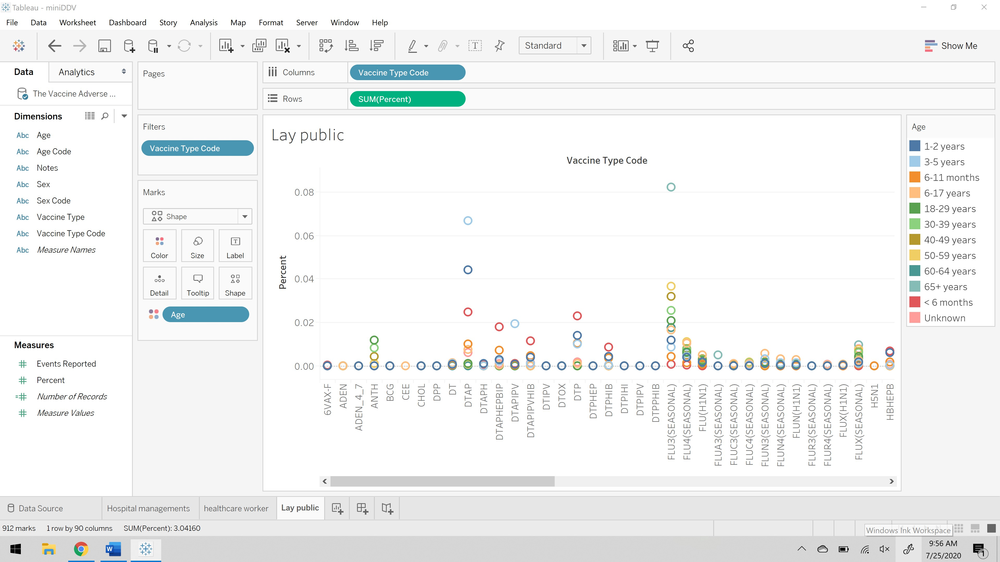 Tableau - miniDDV
File Data Worksheet Dashboard Story Analysis Map Format Server Window Help
Standard
Show Me
Data Analytics
The Vaccine Adverse ...
Dimensions
Abc Age
Abc Age Code
Abc Notes
Abc Sex
Abc Sex Code
Abc Vaccine Type
Abc Vaccine Type Code
Abc Measure Names
Measures
Events Reported
Percent
Number of Records
Measure Values
Pages
Filters
Vaccine Type Code
Marks
Shape
Color Size Label
Detail Tooltip Shape
Age
Columns Vaccine Type Code
Rows SUM(Percent)
Lay public
Vaccine Type Code
Percent
0.08
0.06
0.04
0.02
0.00
6VAX-F
ADEN
ADEN_4_7
ANTH
BCG
CEE
CHOL
DPP
DT
DTAP
DTAPH
DTAPHEPBIP
DTAPIPV
DTAPIPVHIB
DTIPV
DTOX
DTP
DTPHEP
DTPHIB
DTPIHI
DTPIPV
DTPPHIB
FLU3(SEASONAL)
FLU4(SEASONAL)
FLU(H1N1)
FLUA3(SEASONAL)
FLUC3(SEASONAL)
FLUC4(SEASONAL)
FLUN3(SEASONAL)
FLUN4(SEASONAL)
FLUN(H1N1)
FLUR3(SEASONAL)
FLUR4(SEASONAL)
FLUX(H1N1)
FLUX(SEASONAL)
H5N1
HBHEPB
Age
1-2 years
3-5 years
6-11 months
6-17 years
18-29 years
30-39 years
40-49 years
50-59 years
60-64 years
65+ years
< 6 months
Unknown
Data Source Hospital managements healthcare worker Lay public
912 marks 1 row by 90 columns SUM(Percent): 3.04160
Windows Ink Workspace
9:56 AM
7/25/2020
1